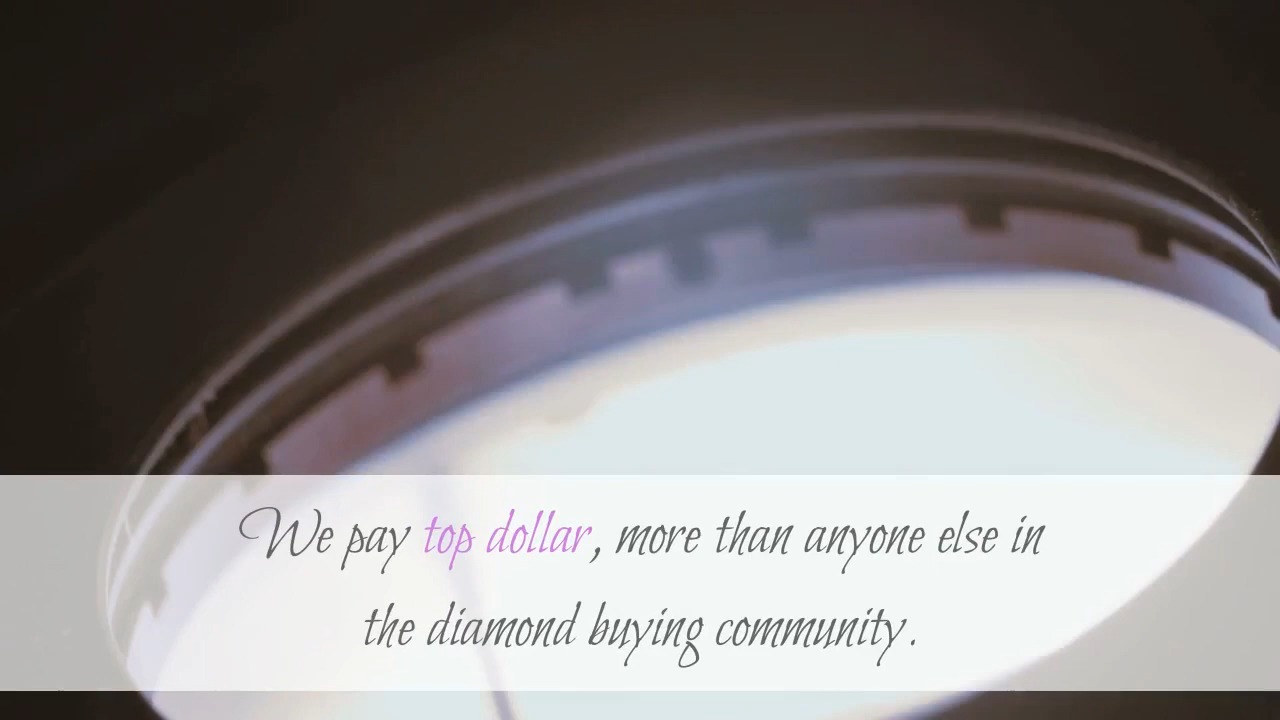 We pay top dollar, more than anyone else in
the diamond buying community.